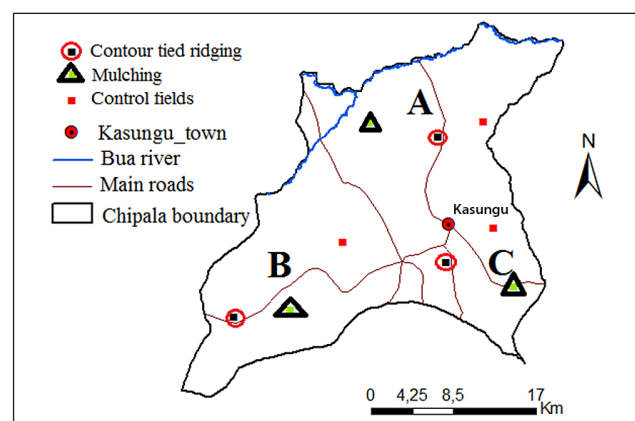 Contour tied ridging
Mulching
Control fields
Kasungu_town
Bua river
Main roads
Chipala boundary
A
N
Kasungu
B
C
0 4,25 8,5 17
Km